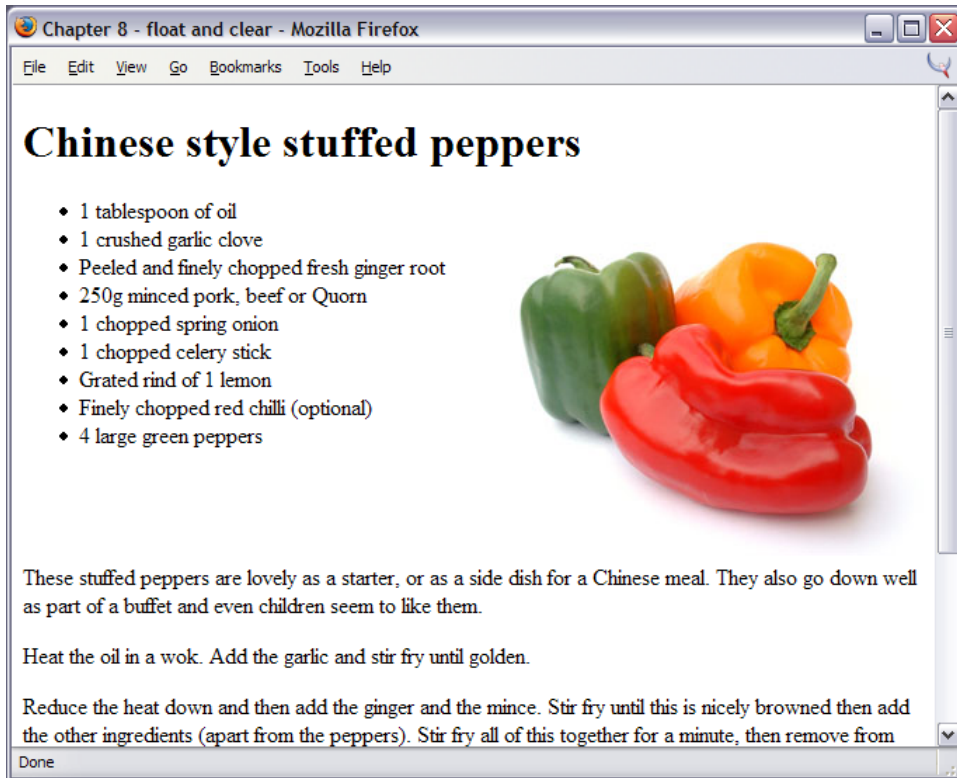 Chapter 8 - float and clear - Mozilla Firefox
File Edit View Go Bookmarks Tools Help
Chinese style stuffed peppers
1 tablespoon of oil
1 crushed garlic clove
Peeled and finely chopped fresh ginger root
250g minced pork, beef or Quorn
1 chopped spring onion
1 chopped celery stick
Grated rind of 1 lemon
Finely chopped red chilli (optional)
4 large green peppers
These stuffed peppers are lovely as a starter, or as a side dish for a Chinese meal. They also go down well
as part of a buffet and even children seem to like them.
Heat the oil in a wok. Add the garlic and stir fry until golden.
Reduce the heat down and then add the ginger and the mince. Stir fry until this is nicely browned then add
the other ingredients (apart from the peppers). Stir fry all of this together for a minute, then remove from
Done